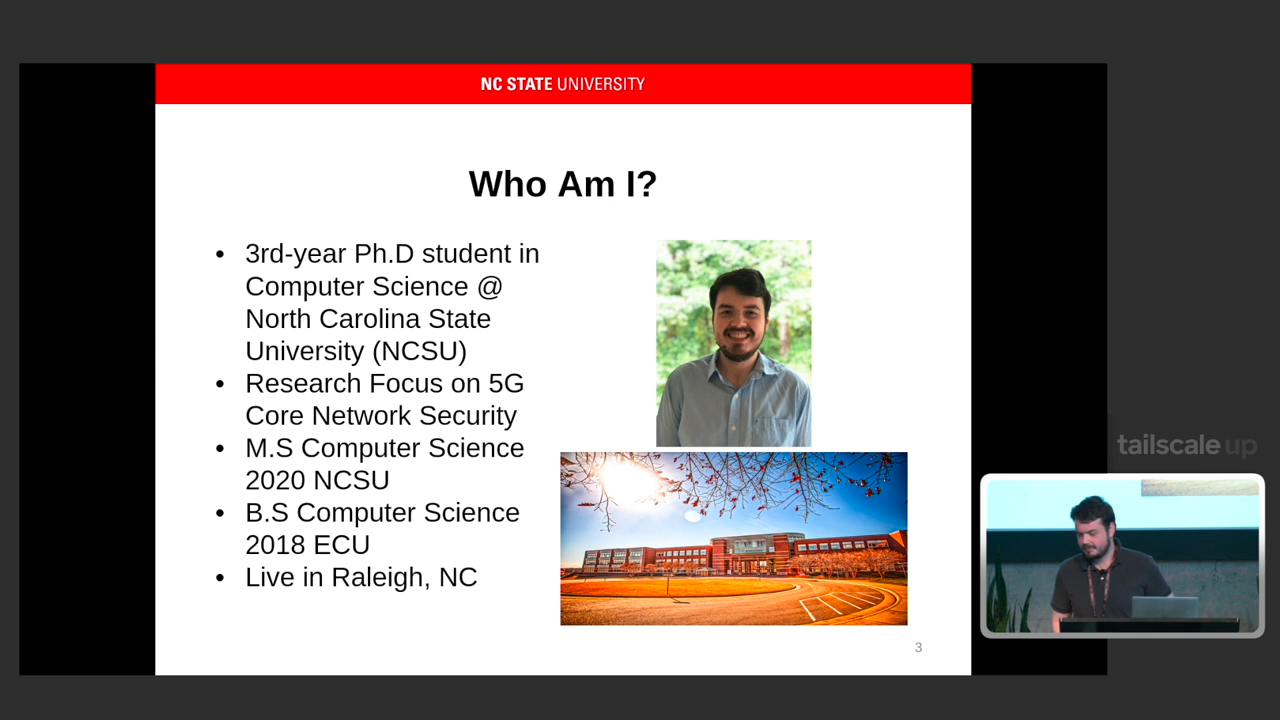 NC STATE UNIVERSITY
Who Am I?
• 3rd-year Ph.D student in
Computer Science @
North Carolina State
University (NCSU)
• Research Focus on 5G
Core Network Security
• M.S Computer Science
2020 NCSU
• B.S Computer Science
2018 ECU
• Live in Raleigh, NC
3
tailscale up